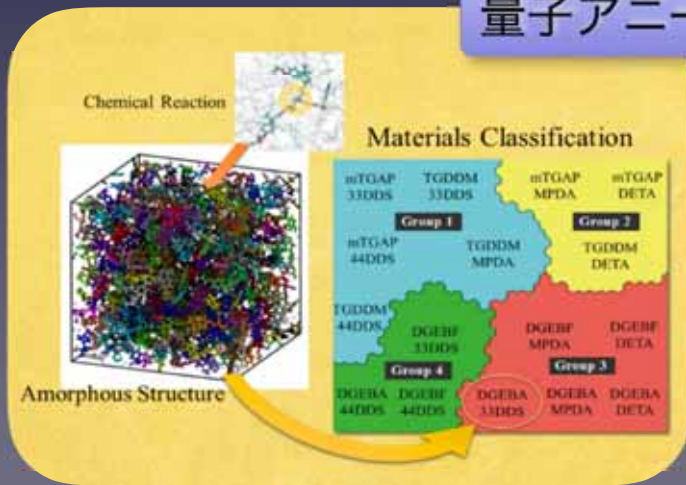 量子アニー
Chemical Reaction
Materials Classification
mTGAP
33DDS
TGDDM
33DDS
mTGAP
MPDA
mTGAP
DETA
Group 1
Group 2
mTGAP
44DDS
TGDDM
MPDA
TGDDM
DETA
TGDDM
44DDS
DGEBF
33DDS
DGEBF
MPDA
DGEBF
DETA
Group 4
Group 3
DGEBA
44DDS
DGEBF
44DDS
DGEBA
33DDS
DGEBA
MPDA
DGEBA
DETA
Amorphous Structure